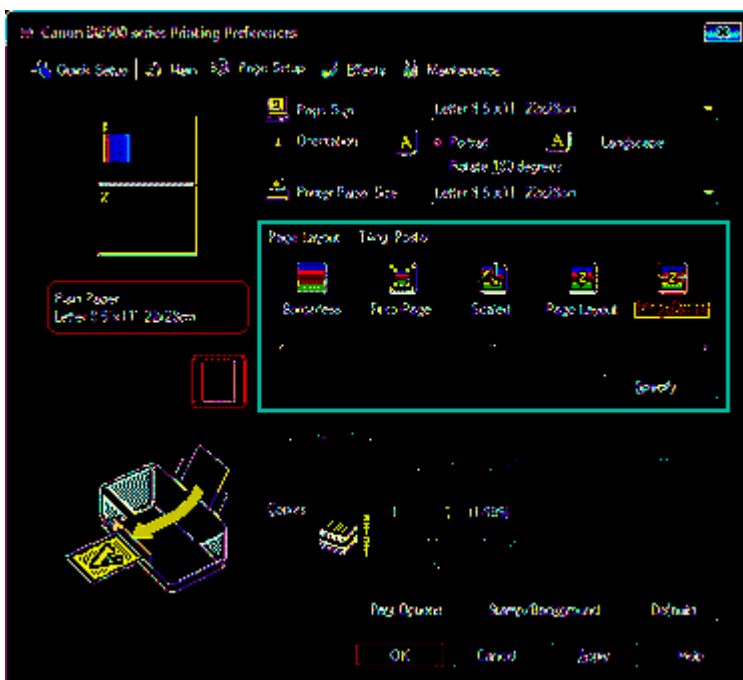 Canon series Printing Preferences
Quick Setup Main Page Setup Effects Maintenance
Page Size Letter 8.5"x11" 22x28cm
Orientation A Portrait A Landscape
Rotate 180 degrees
Printer Paper Size Letter 8.5"x11" 22x28cm
Page Layout
Borderless Fit-to-Page Scaled Page Layout
Plain Paper
Letter 8.5"x11" 22x28cm
Specify
Copies 1 (1-999)
Print Options Stamp/Background Defaults
OK Cancel Apply Help